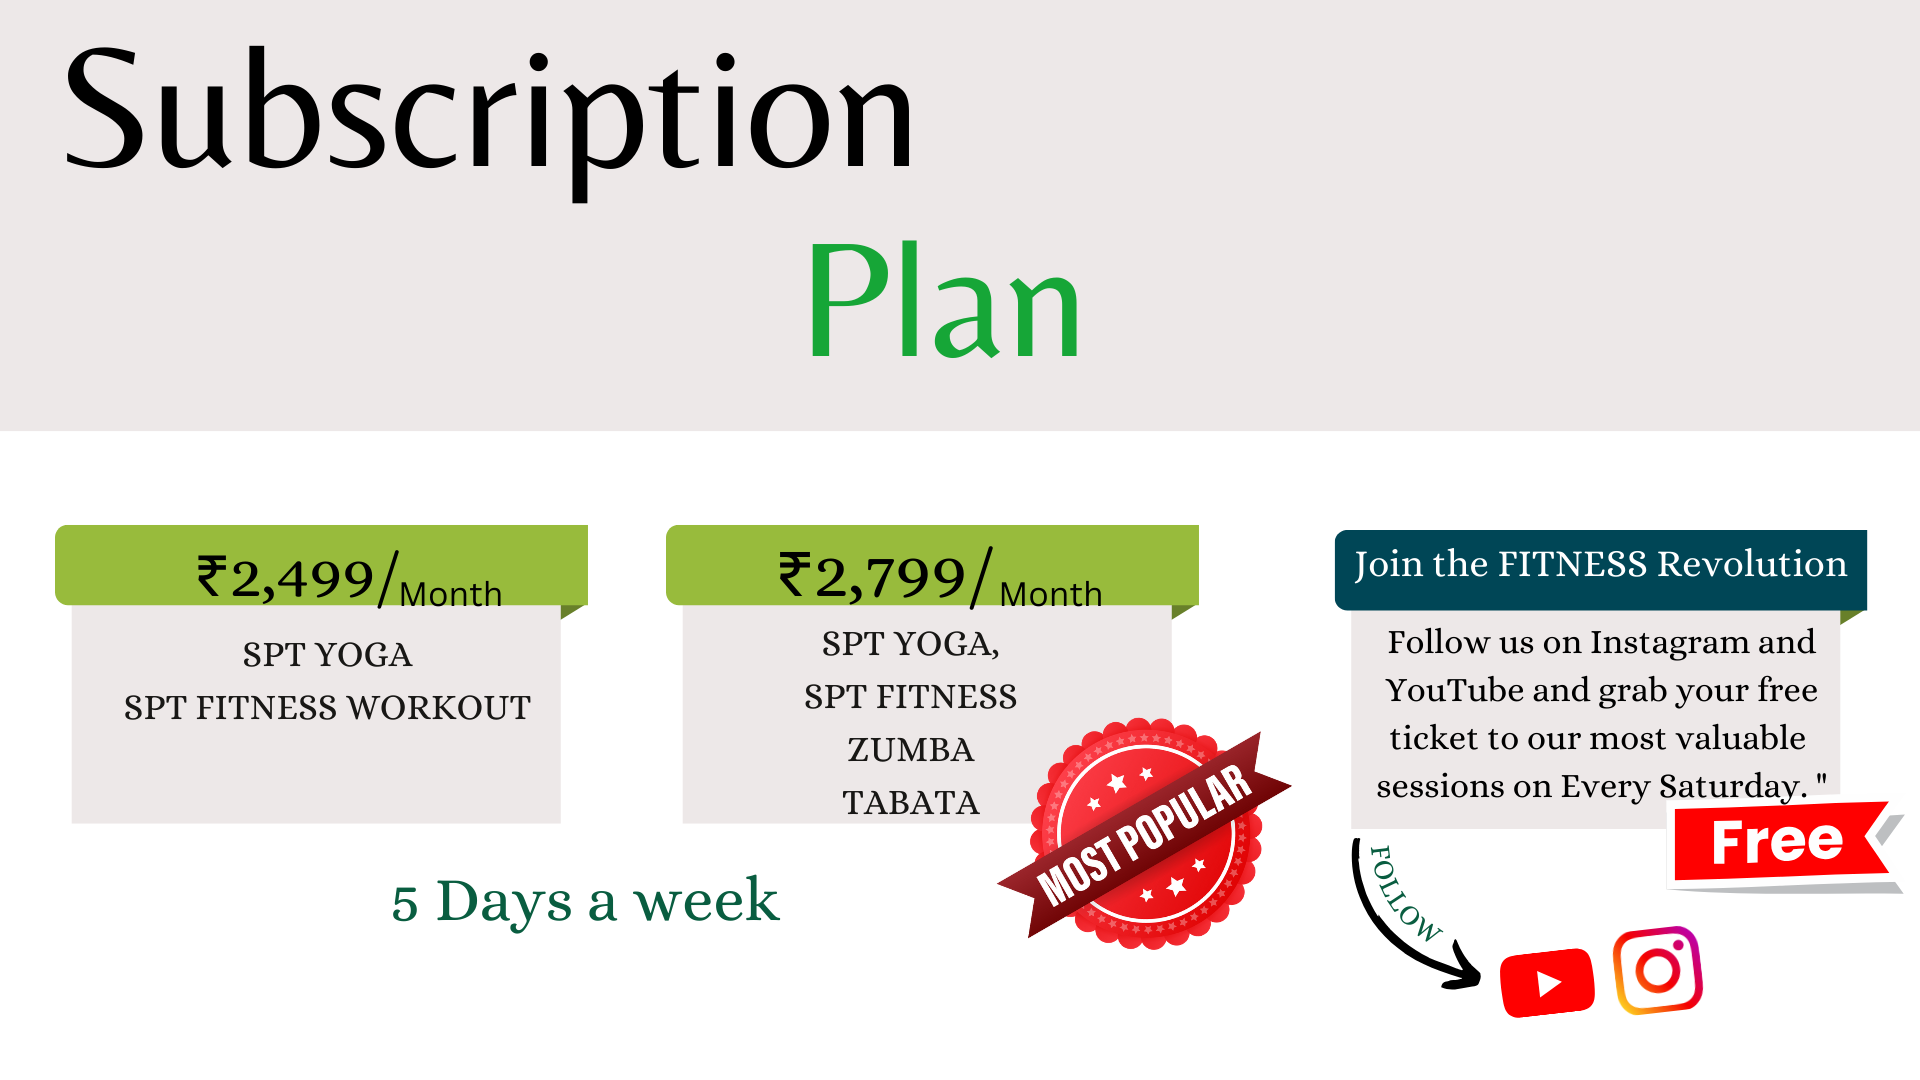 Subscription
Plan
₹2,499/Month
SPT YOGA
SPT FITNESS WORKOUT
₹2,799/Month
SPT YOGA,
SPT FITNESS
ZUMBA
TABATA
MOST POPULAR
5 Days a week
Join the FITNESS Revolution
Follow us on Instagram and
YouTube and grab your free
ticket to our most valuable
sessions on Every Saturday. "
Free
FOLLOW